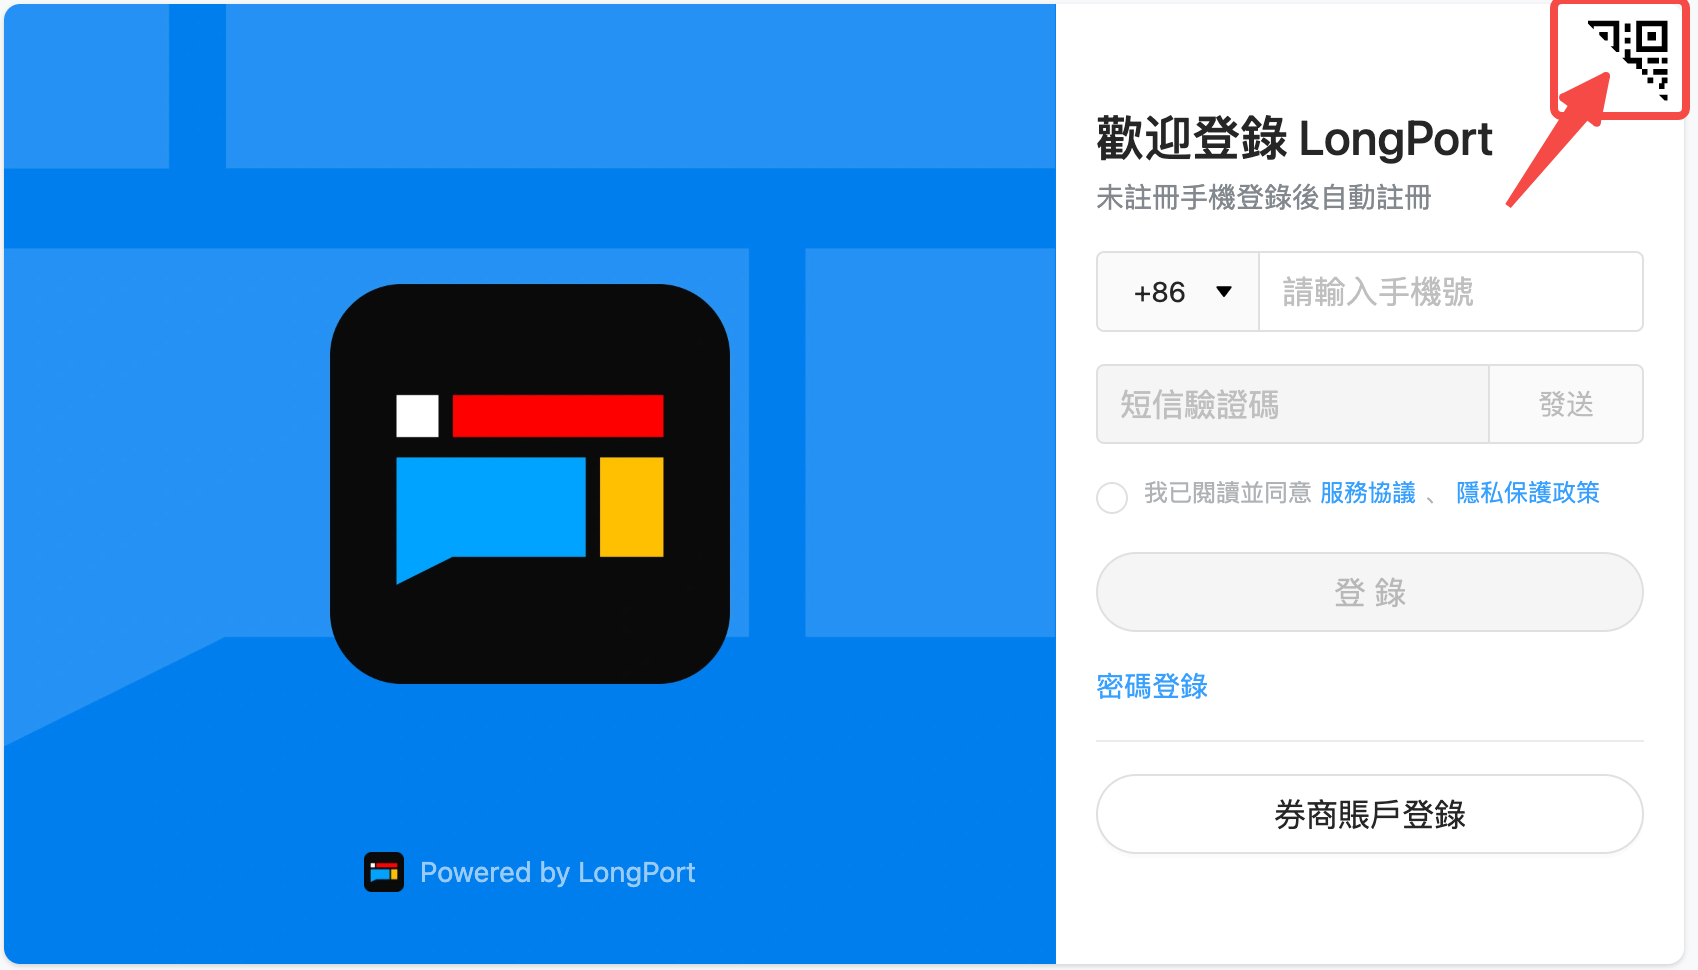 歡迎登錄 LongPort
未註冊手機登錄後自動註冊
+86 請輸入手機號
短信驗證碼 發送
我已閱讀並同意 服務協議 、 隱私保護政策
登 錄
密碼登錄
券商賬戶登錄
Powered by LongPort